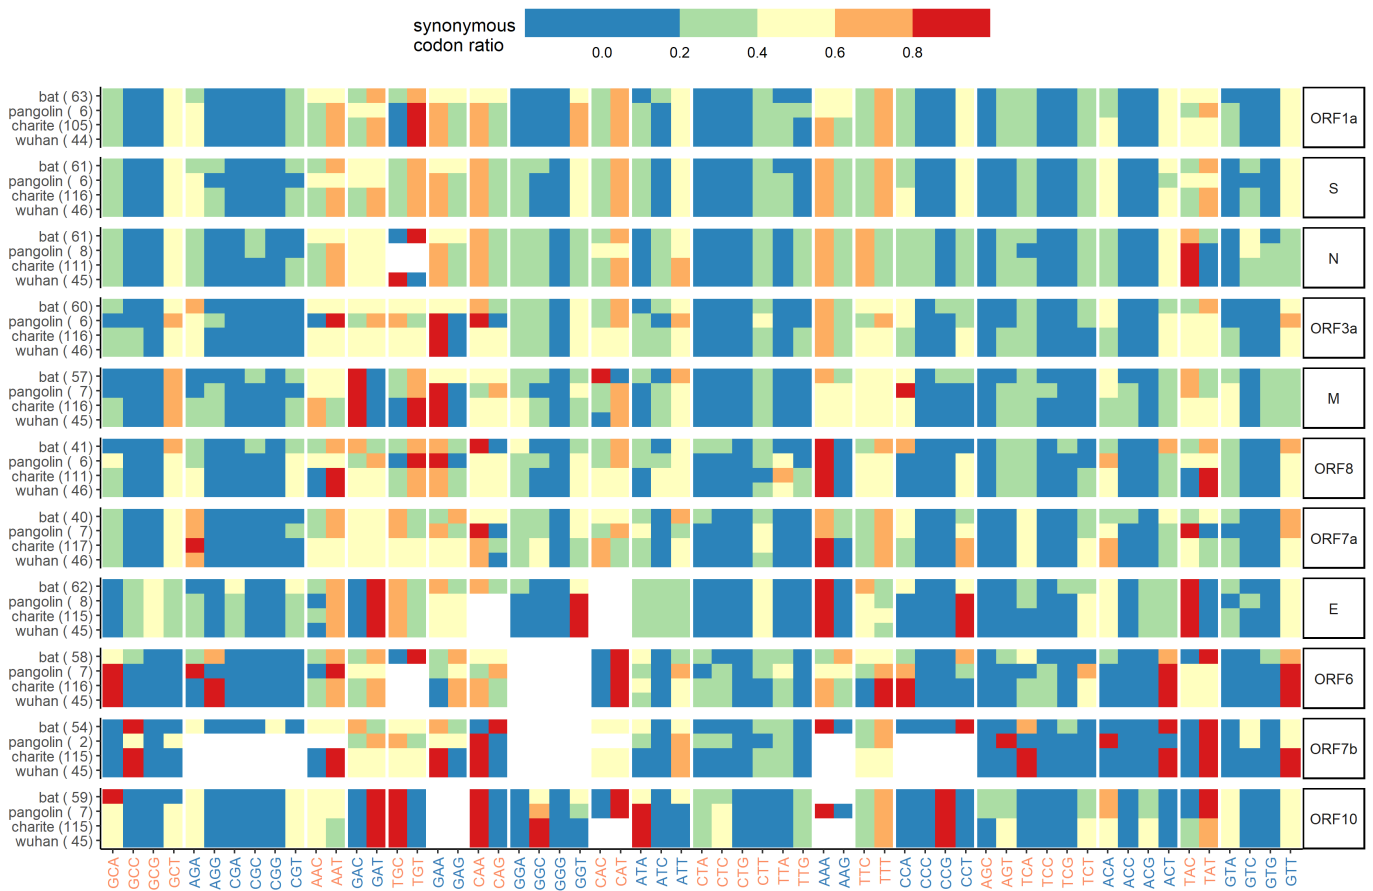 synonymous
codon ratio
0.0 0.2 0.4 0.6 0.8
bat ( 63)
pangolin ( 6)
charite (105)
wuhan ( 44)
ORF1a
bat ( 61)
pangolin ( 6)
charite (116)
wuhan ( 46)
S
bat ( 61)
pangolin ( 8)
charite (111)
wuhan ( 45)
N
bat ( 60)
pangolin ( 6)
charite (116)
wuhan ( 46)
ORF3a
bat ( 57)
pangolin ( 7)
charite (116)
wuhan ( 45)
M
bat ( 41)
pangolin ( 6)
charite (111)
wuhan ( 46)
ORF8
bat ( 40)
pangolin ( 7)
charite (117)
wuhan ( 46)
ORF7a
bat ( 62)
pangolin ( 8)
charite (115)
wuhan ( 45)
E
bat ( 58)
pangolin ( 7)
charite (116)
wuhan ( 45)
ORF6
bat ( 54)
pangolin ( 2)
charite (115)
wuhan ( 45)
ORF7b
bat ( 59)
pangolin ( 7)
charite (115)
wuhan ( 45)
ORF10
GCA GCC GCG GCT AGA AGG CGA CGC CGG CGT AAC AAT GAC GAT TGC TGT GAA GAG CAA CAG GGA GGC GGG GGT CAC CAT ATA ATC ATT CTA CTC CTG CTT TTA TTG AAA AAG TTC TTT CCA CCC CCG CCT AGC AGT TCA TCC TCG TCT ACA ACC ACG ACT TAC TAT GTA GTC GTG GTT